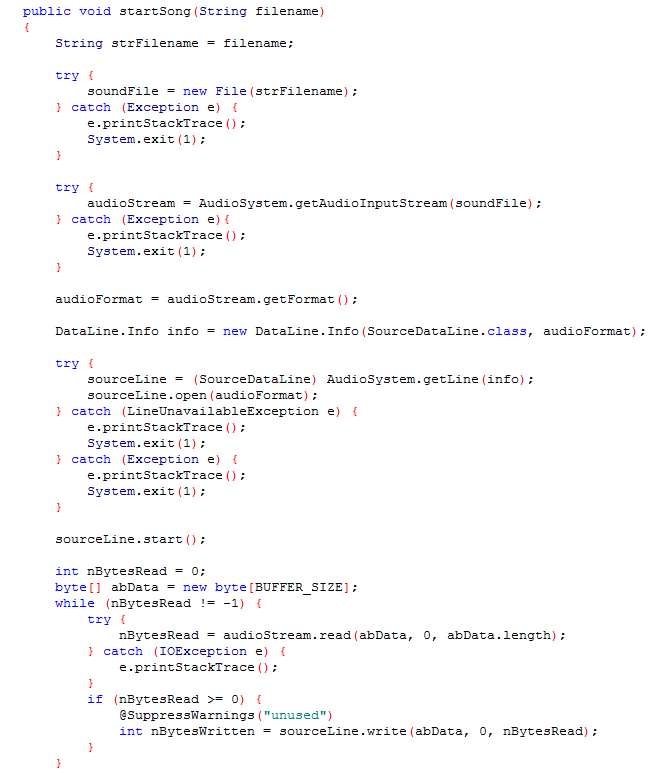 public void startSong(String filename)
{
    String strFilename = filename;

    try {
        soundFile = new File(strFilename);
    } catch (Exception e) {
        e.printStackTrace();
        System.exit(1);
    }

    try {
        audioStream = AudioSystem.getAudioInputStream(soundFile);
    } catch (Exception e){
        e.printStackTrace();
        System.exit(1);
    }

    audioFormat = audioStream.getFormat();

    DataLine.Info info = new DataLine.Info(SourceDataLine.class, audioFormat);

    try {
        sourceLine = (SourceDataLine) AudioSystem.getLine(info);
        sourceLine.open(audioFormat);
    } catch (LineUnavailableException e) {
        e.printStackTrace();
        System.exit(1);
    } catch (Exception e) {
        e.printStackTrace();
        System.exit(1);
    }

    sourceLine.start();

    int nBytesRead = 0;
    byte[] abData = new byte[BUFFER_SIZE];
    while (nBytesRead != -1) {
        try {
            nBytesRead = audioStream.read(abData, 0, abData.length);
        } catch (IOException e) {
            e.printStackTrace();
        }
        if (nBytesRead >= 0) {
            @SuppressWarnings("unused")
            int nBytesWritten = sourceLine.write(abData, 0, nBytesRead);
        }
    }